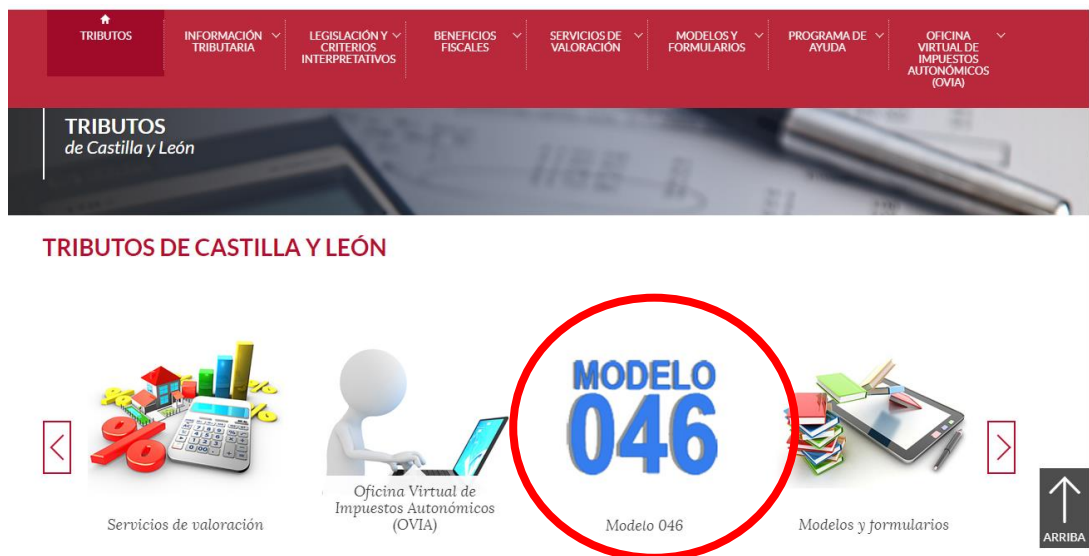 TRIBUTOS
INFORMACIÓN
TRIBUTARIA
LEGISLACIÓN Y
CRITERIOS
INTERPRETATIVOS
BENEFICIOS
FISCALES
SERVICIOS DE
VALORACIÓN
MODELOS Y
FORMULARIOS
PROGRAMA DE
AYUDA
OFICINA
VIRTUAL DE
IMPUESTOS
AUTONÓMICOS
(OVIA)
TRIBUTOS
de Castilla y León
TRIBUTOS DE CASTILLA Y LEÓN
MODELO
046
Servicios de valoración
Oficina Virtual de
Impuestos Autonómicos
(OVIA)
Modelo 046
Modelos y formularios
ARRIBA